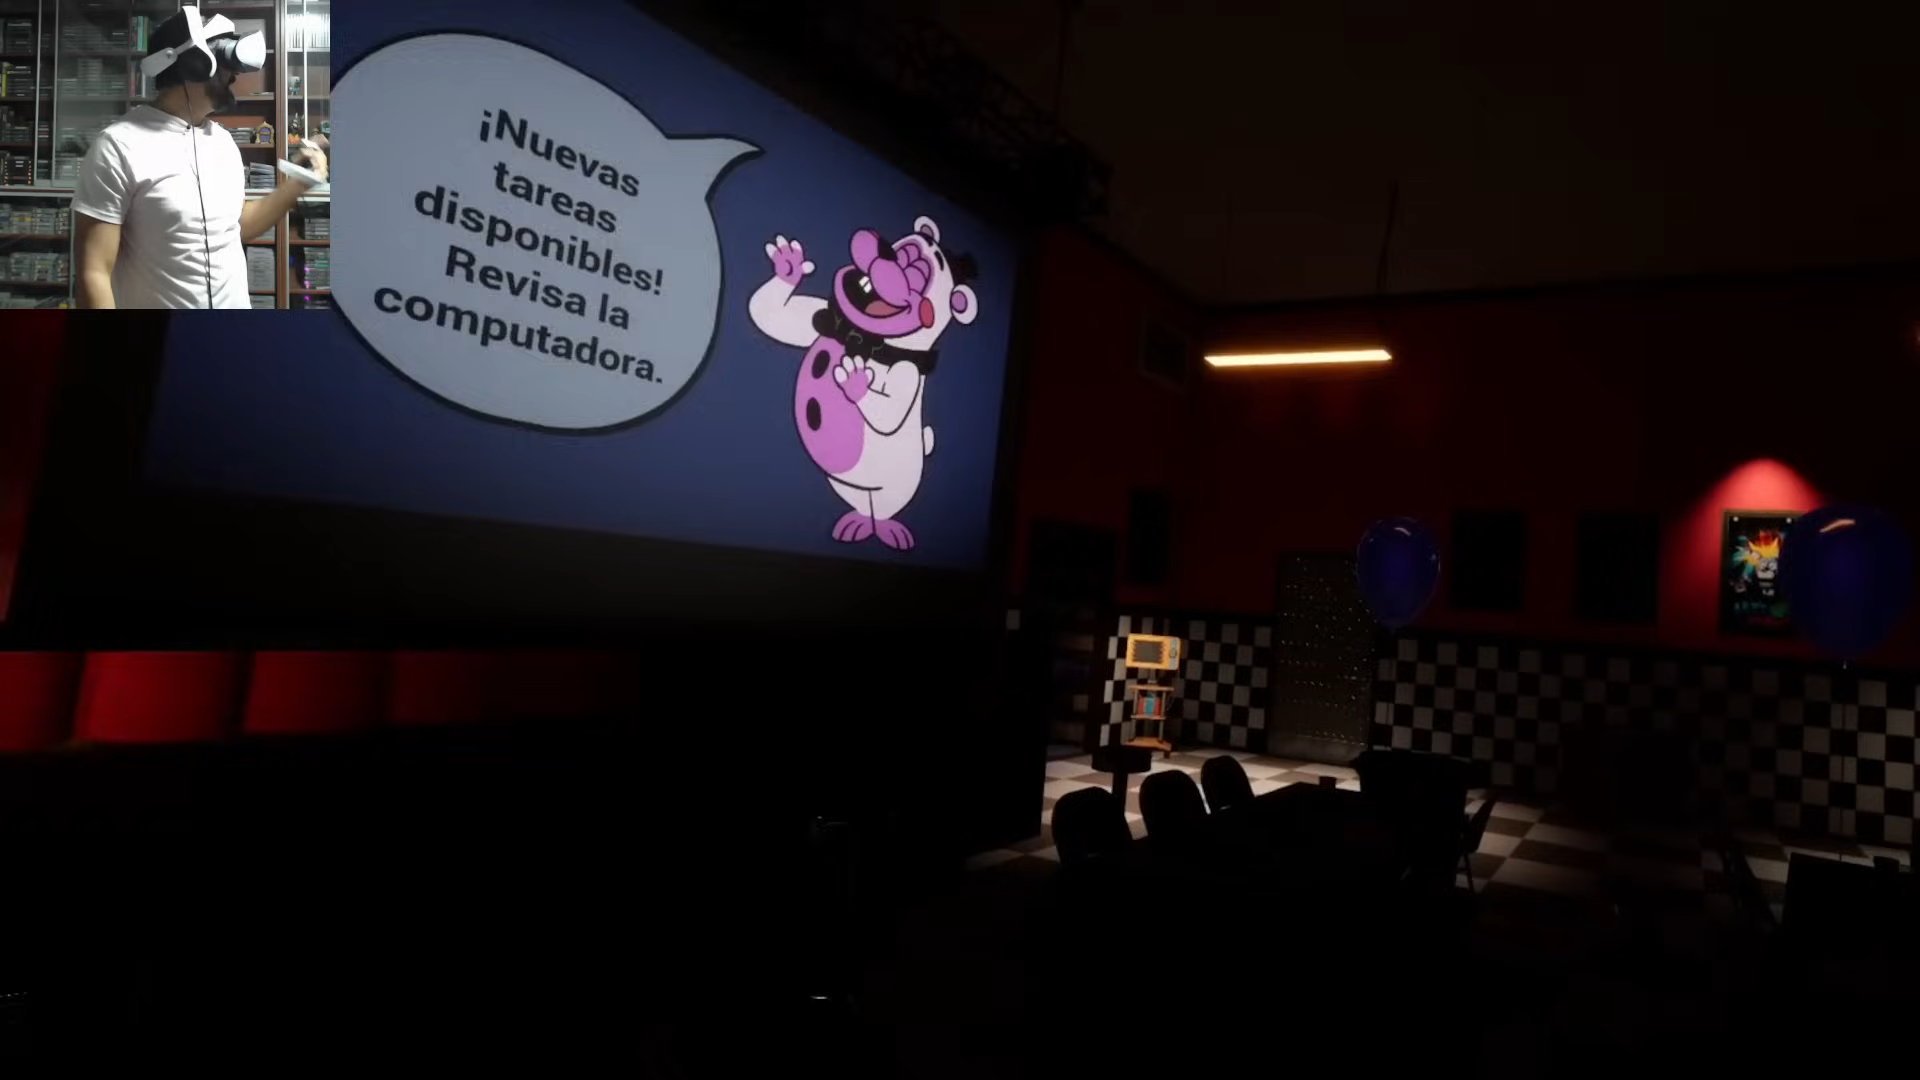 ¡Nuevas
tareas
disponibles!
Revisa la
computadora.